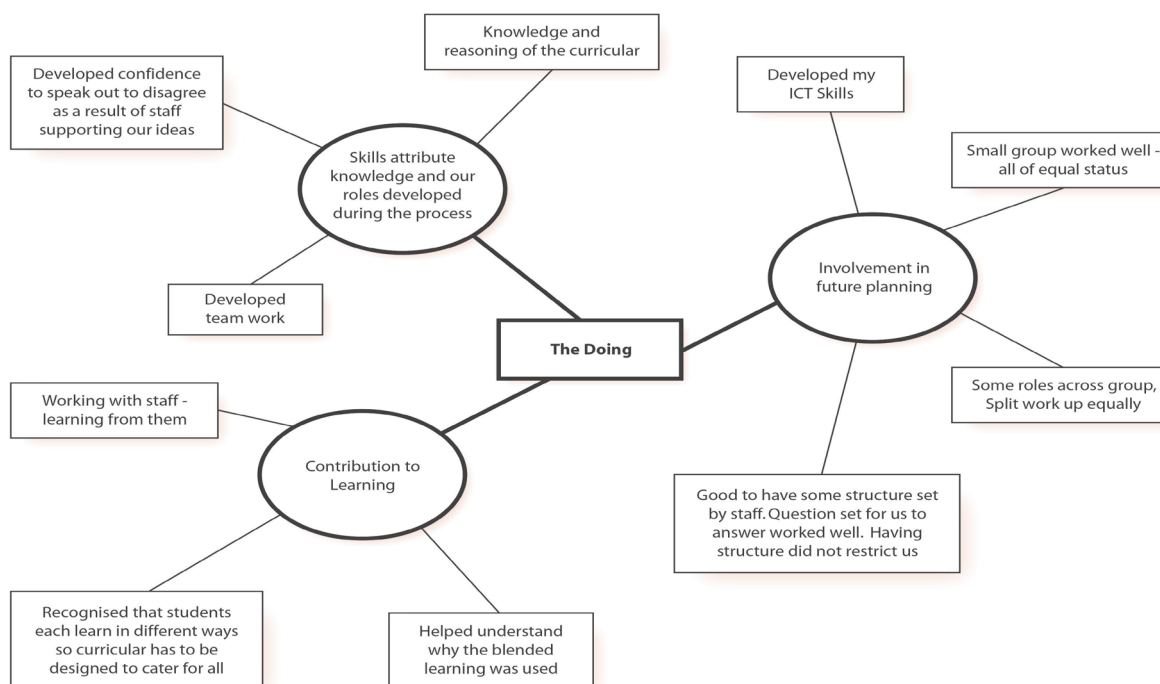 Knowledge and
reasoning of the curricular
Developed confidence
to speak out to disagree
as a result of staff
supporting our ideas
Skills attribute
knowledge and our
roles developed
during the process
Developed
team work
Developed my
ICT Skills
Small group worked well -
all of equal status
Involvement in
future planning
Some roles across group,
Split work up equally
Good to have some structure set
by staff. Question set for us to
answer worked well. Having
structure did not restrict us
The Doing
Working with staff -
learning from them
Contribution to
Learning
Recognised that students
each learn in different ways
so curricular has to be
designed to cater for all
Helped understand
why the blended
learning was used